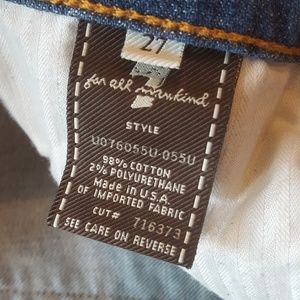 27
for all mankind
STYLE
U076055U-055U
98% COTTON
2% POLYURETHANE
Made in U.S.A.
OF IMPORTED FABRIC
CUT# 716373
SEE CARE ON REVERSE